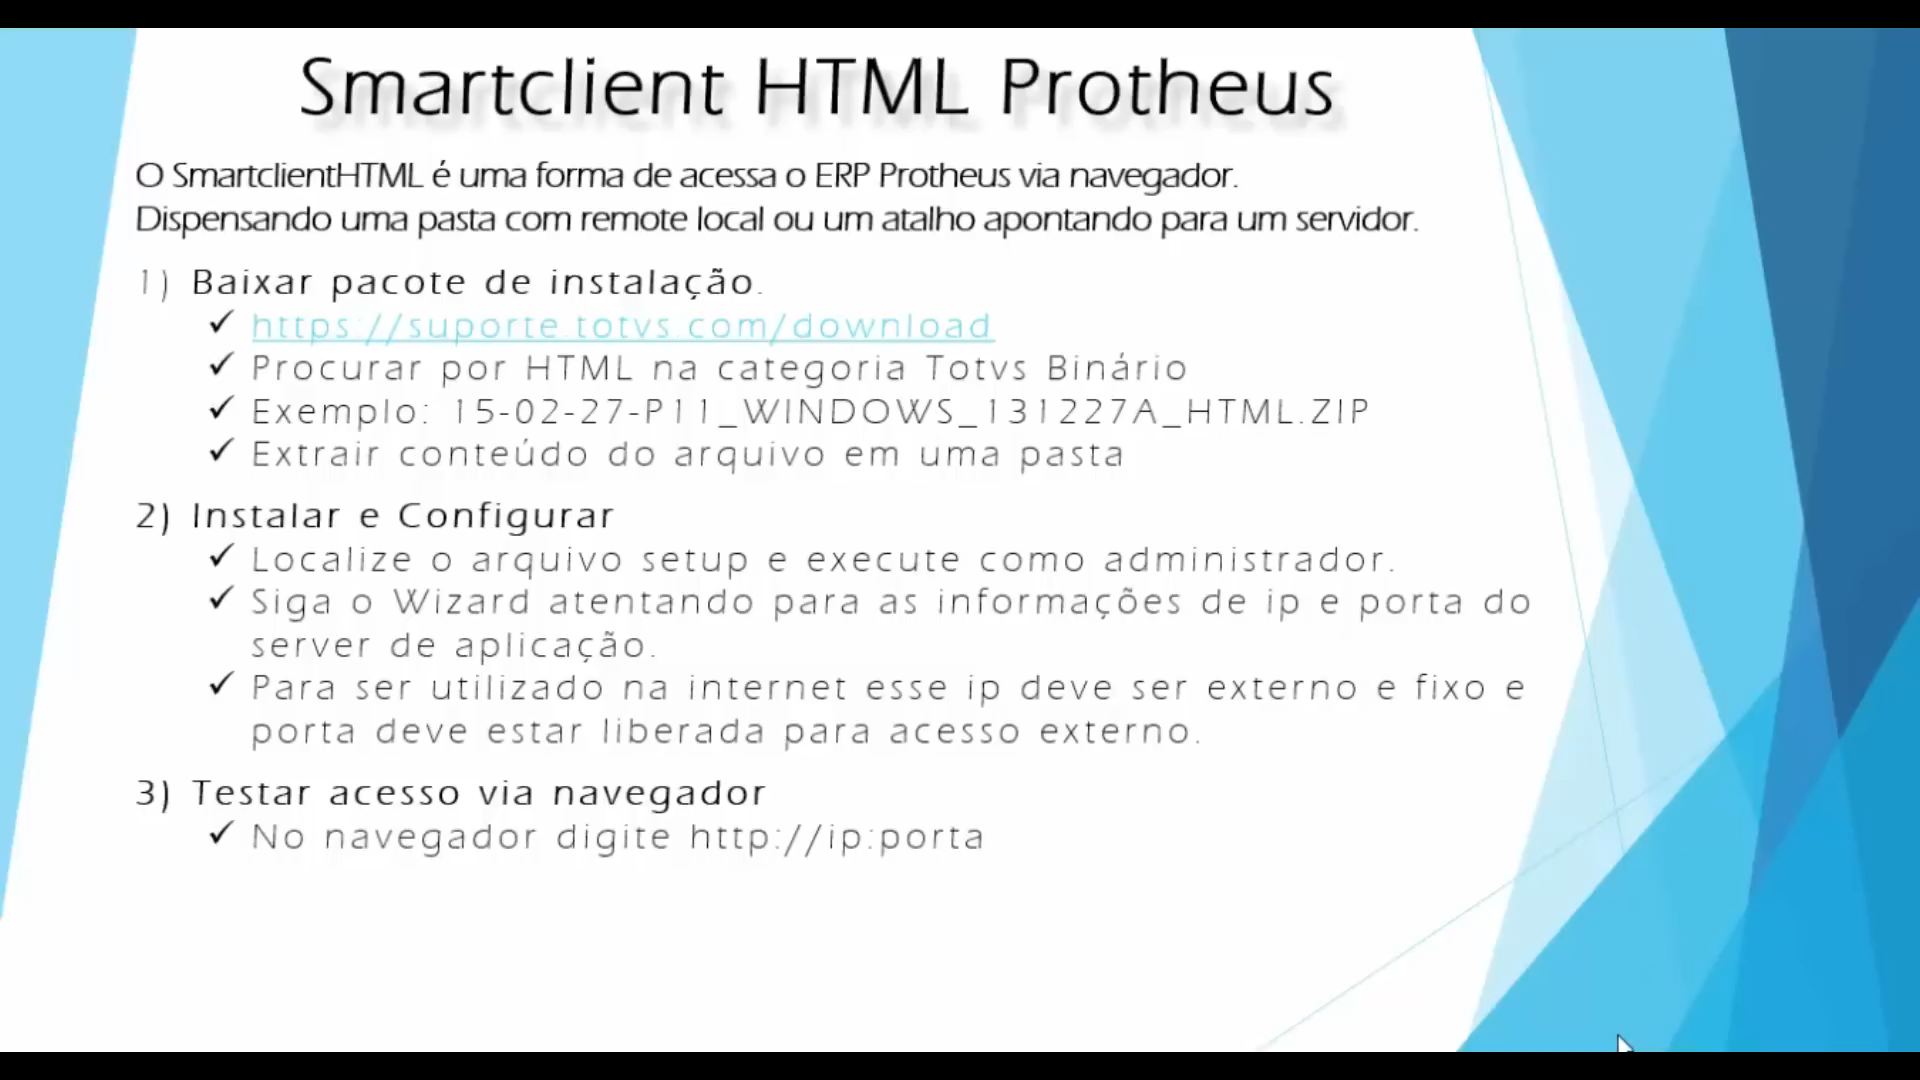 Smartclient HTML Protheus
O SmartclientHTML é uma forma de acessa o ERP Protheus via navegador.
Dispensando uma pasta com remote local ou um atalho apontando para um servidor.
1) Baixar pacote de instalação.
✓ https://suporte.totvs.com/download
✓ Procurar por HTML na categoria Totvs Binário
✓ Exemplo: 15-02-27-P11_WINDOWS_131227A_HTML.ZIP
✓ Extrair conteúdo do arquivo em uma pasta
2) Instalar e Configurar
✓ Localize o arquivo setup e execute como administrador.
✓ Siga o Wizard atentando para as informações de ip e porta do
server de aplicação.
✓ Para ser utilizado na internet esse ip deve ser externo e fixo e
porta deve estar liberada para acesso externo.
3) Testar acesso via navegador
✓ No navegador digite http://ip:porta